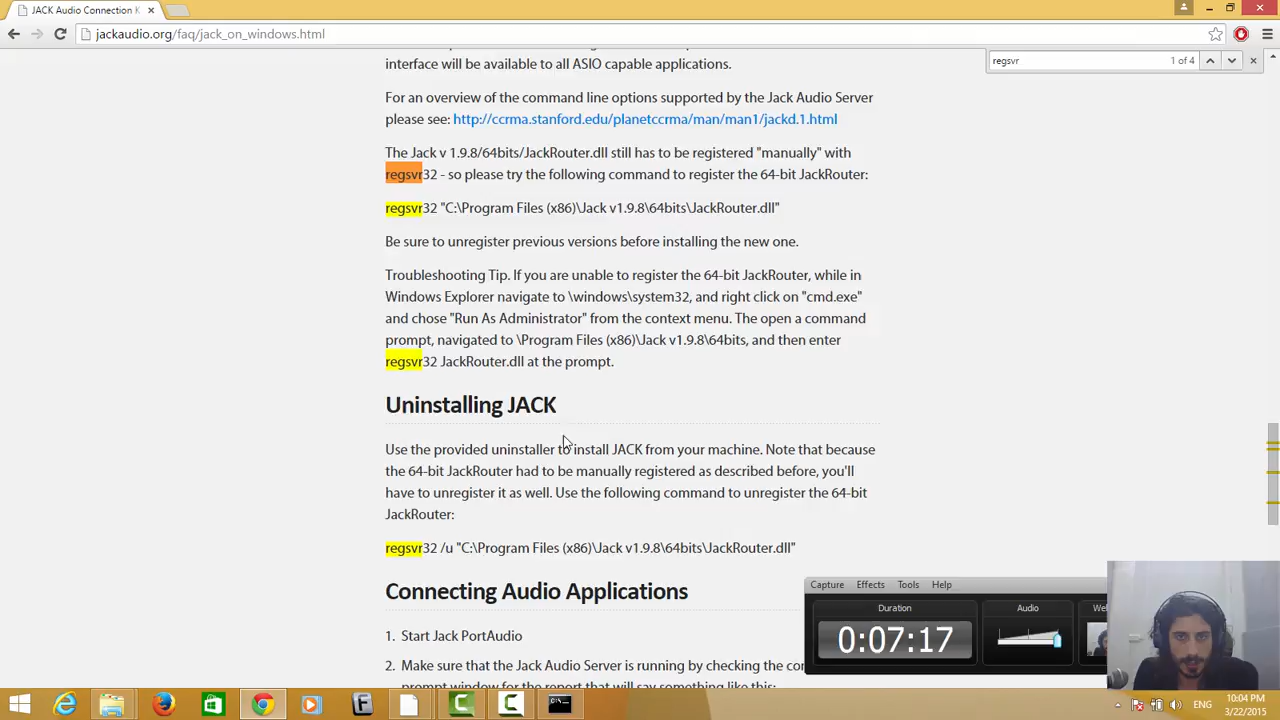 JACK Audio Connection K
jackaudio.org/faq/jack_on_windows.html
regsvr
1 of 4
interface will be available to all ASIO capable applications.
For an overview of the command line options supported by the Jack Audio Server
please see: http://ccrma.stanford.edu/planetccrma/man/man1/jackd.1.html
The Jack v 1.9.8/64bits/JackRouter.dll still has to be registered "manually" with
regsvr32 - so please try the following command to register the 64-bit JackRouter:
regsvr32 "C:\Program Files (x86)\Jack v1.9.8\64bits\JackRouter.dll"
Be sure to unregister previous versions before installing the new one.
Troubleshooting Tip. If you are unable to register the 64-bit JackRouter, while in
Windows Explorer navigate to \windows\system32, and right click on "cmd.exe"
and chose "Run As Administrator" from the context menu. The open a command
prompt, navigated to \Program Files (x86)\Jack v1.9.8\64bits, and then enter
regsvr32 JackRouter.dll at the prompt.
Uninstalling JACK
Use the provided uninstaller to install JACK from your machine. Note that because
the 64-bit JackRouter had to be manually registered as described before, you'll
have to unregister it as well. Use the following command to unregister the 64-bit
JackRouter:
regsvr32 /u "C:\Program Files (x86)\Jack v1.9.8\64bits\JackRouter.dll"
Connecting Audio Applications
1. Start Jack PortAudio
2. Make sure that the Jack Audio Server is running by checking the co
prompt window for the report that will say something like this:
Capture Effects Tools Help
Duration
Audio
We
0:07:17
ENG
10:04 PM
3/22/2015